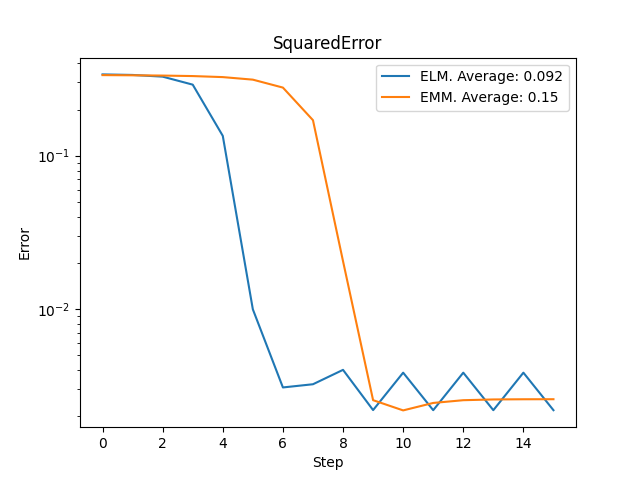 SquaredError
ELM. Average: 0.092
EMM. Average: 0.15
Error
10⁻¹
10⁻²
0 2 4 6 8 10 12 14
Step